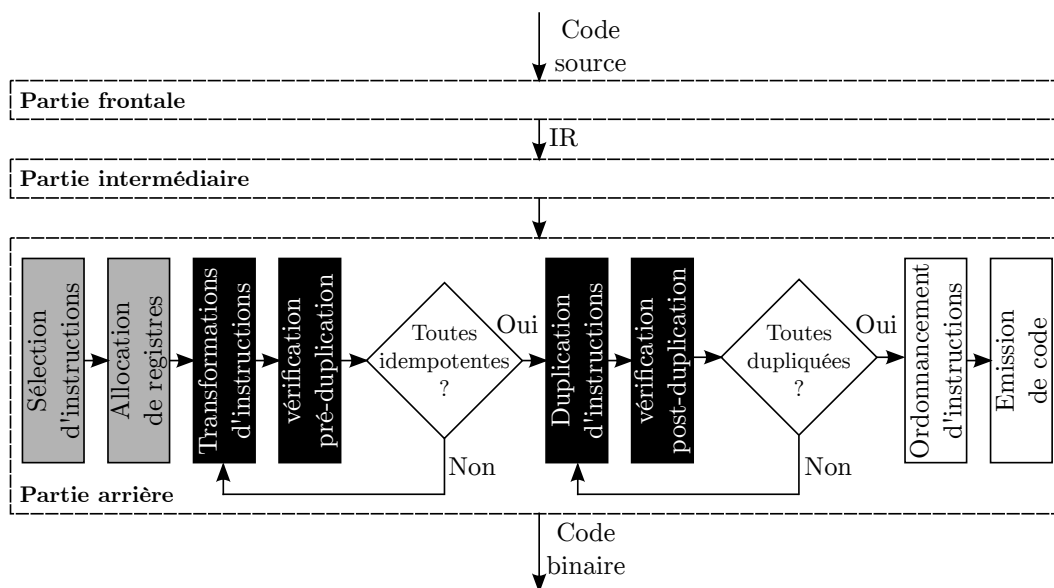 Code
source
Partie frontale
IR
Partie intermédiaire
Sélection
d'instructions
Allocation
de registres
Transformations
d'instructions
vérification
pré-duplication
Toutes
idempotentes
?
Oui
Non
Duplication
d'instructions
vérification
post-duplication
Toutes
dupliquées
?
Oui
Non
Ordonnancement
d'instructions
Emission
de code
Partie arrière
Code
binaire